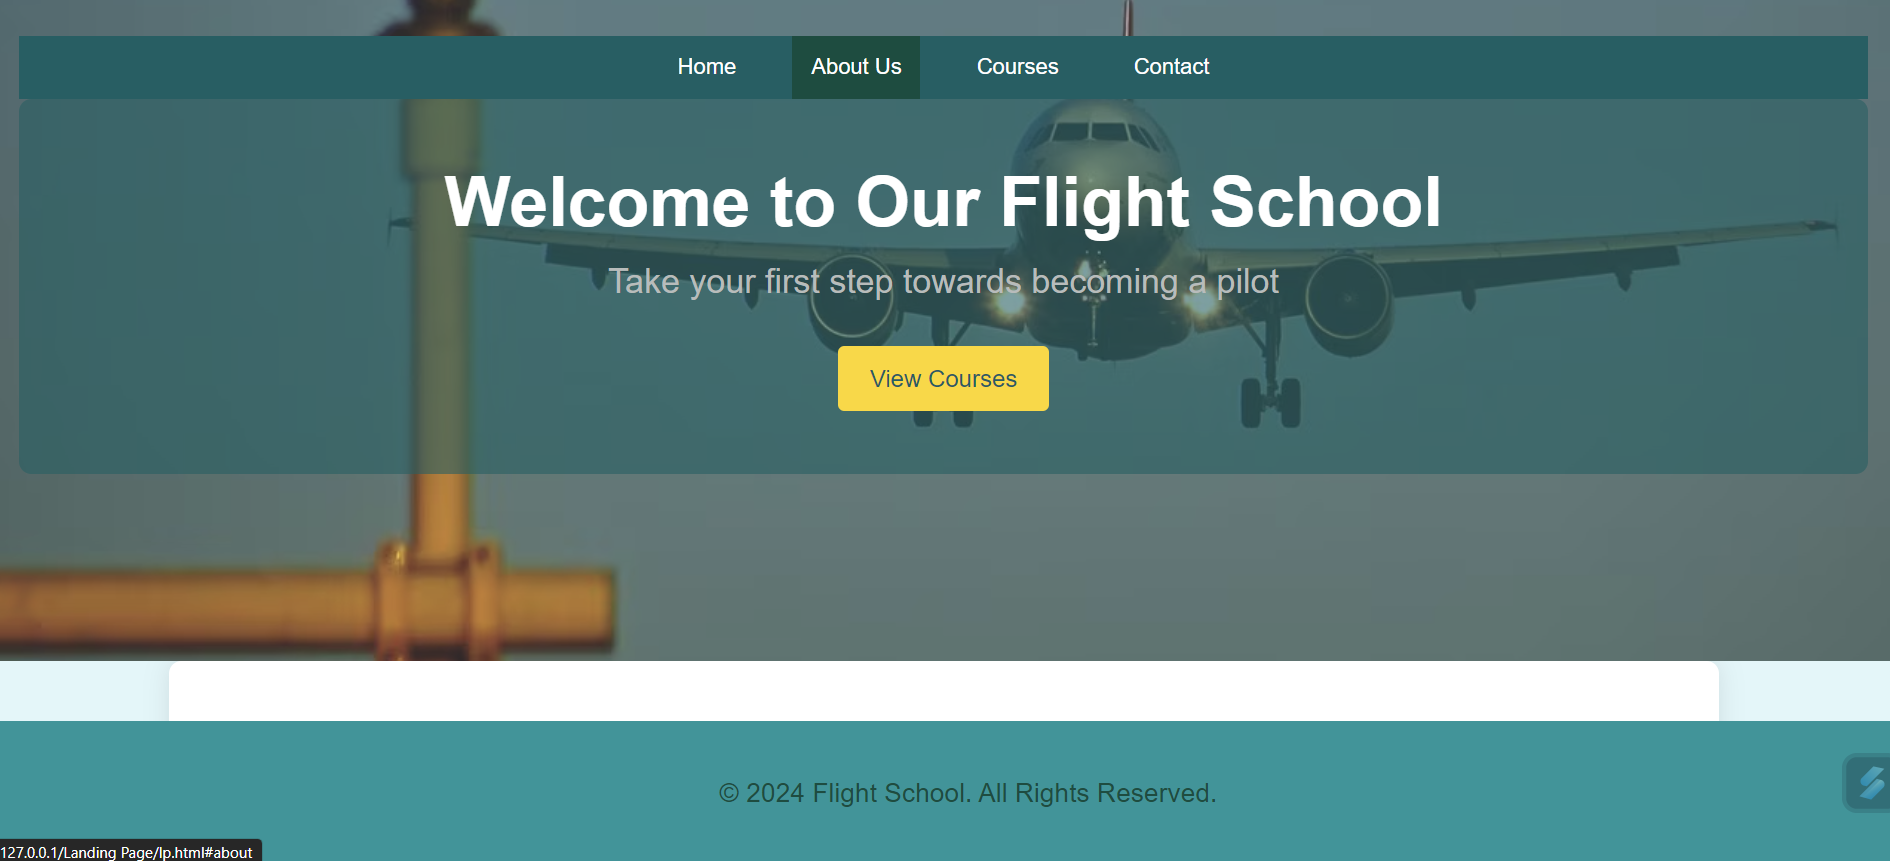 Home About Us Courses Contact
Welcome to Our Flight School
Take your first step towards becoming a pilot
View Courses
© 2024 Flight School. All Rights Reserved.
127.0.0.1/Landing Page/lp.html#about